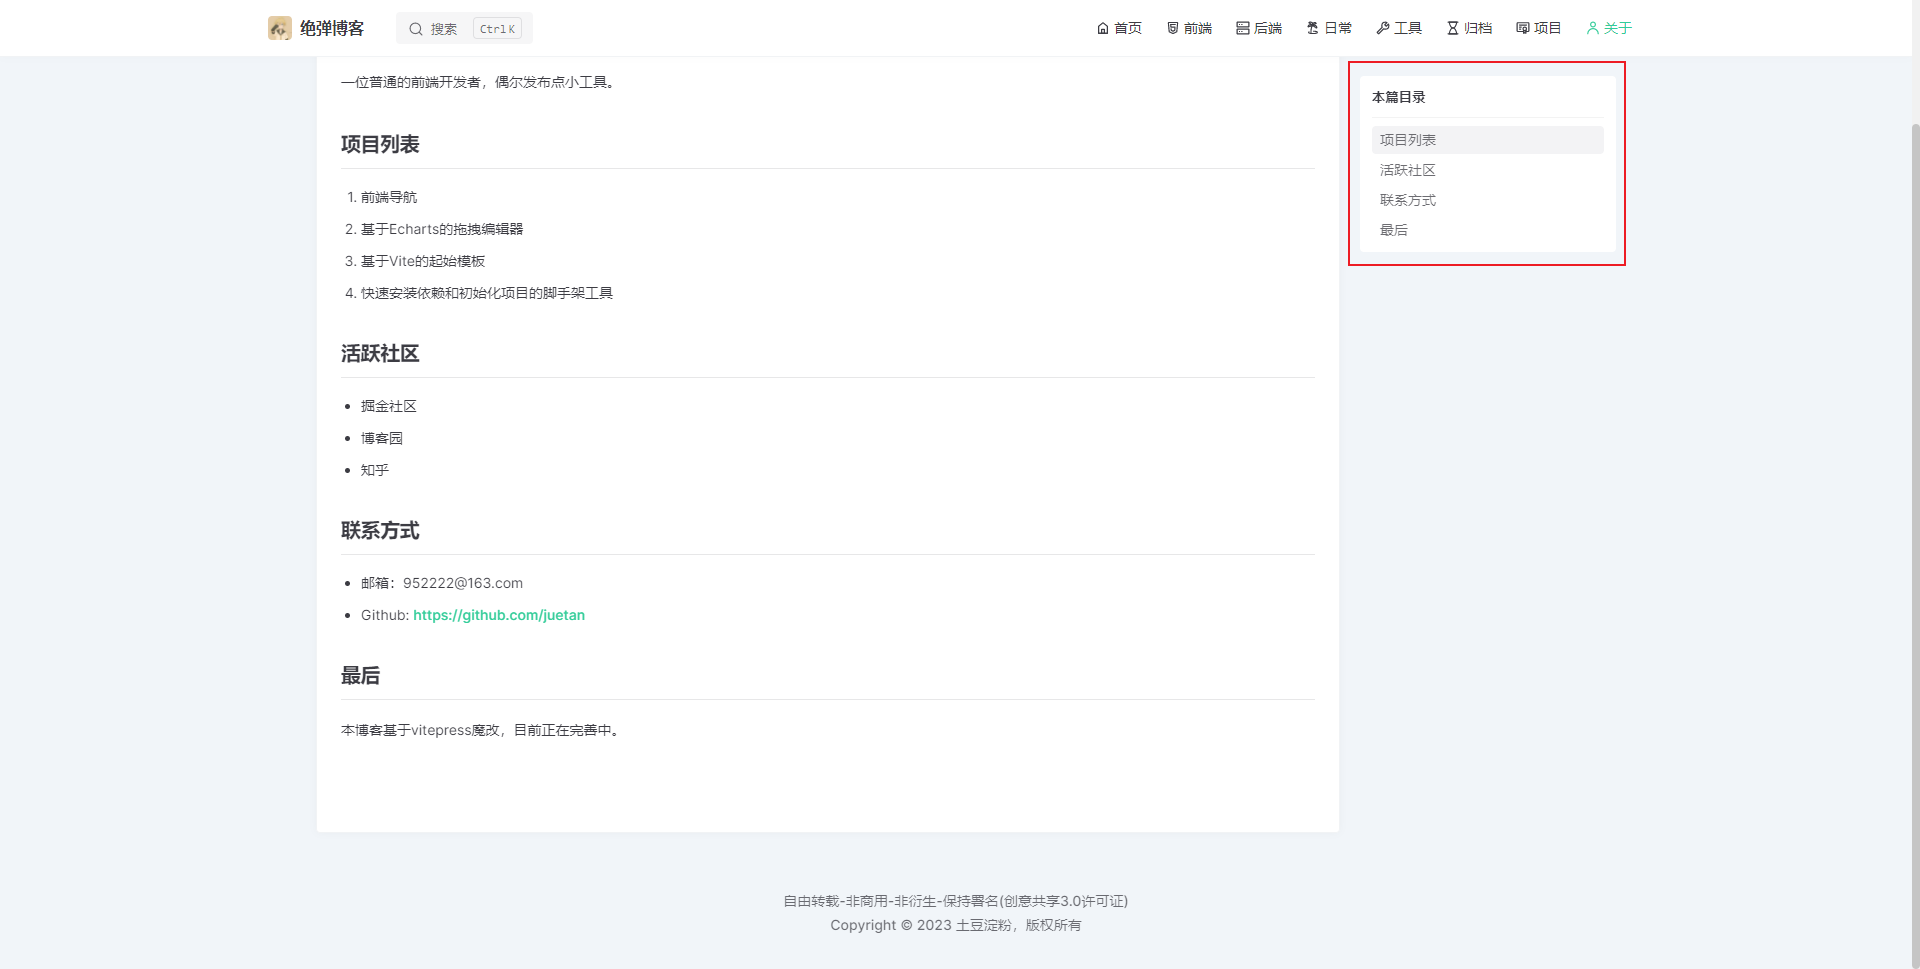 绝弹博客
搜索 Ctrl K
首页 前端 后端 日常 工具 归档 项目 关于
一位普通的前端开发者，偶尔发布点小工具。
项目列表
1. 前端导航
2. 基于Echarts的拖拽编辑器
3. 基于Vite的起始模板
4. 快速安装依赖和初始化项目的脚手架工具
活跃社区
掘金社区
博客园
知乎
联系方式
邮箱：952222@163.com
Github: https://github.com/juetan
最后
本博客基于vitepress魔改，目前正在完善中。
本篇目录
项目列表
活跃社区
联系方式
最后
自由转载-非商用-非衍生-保持署名(创意共享3.0许可证)
Copyright © 2023 土豆淀粉，版权所有